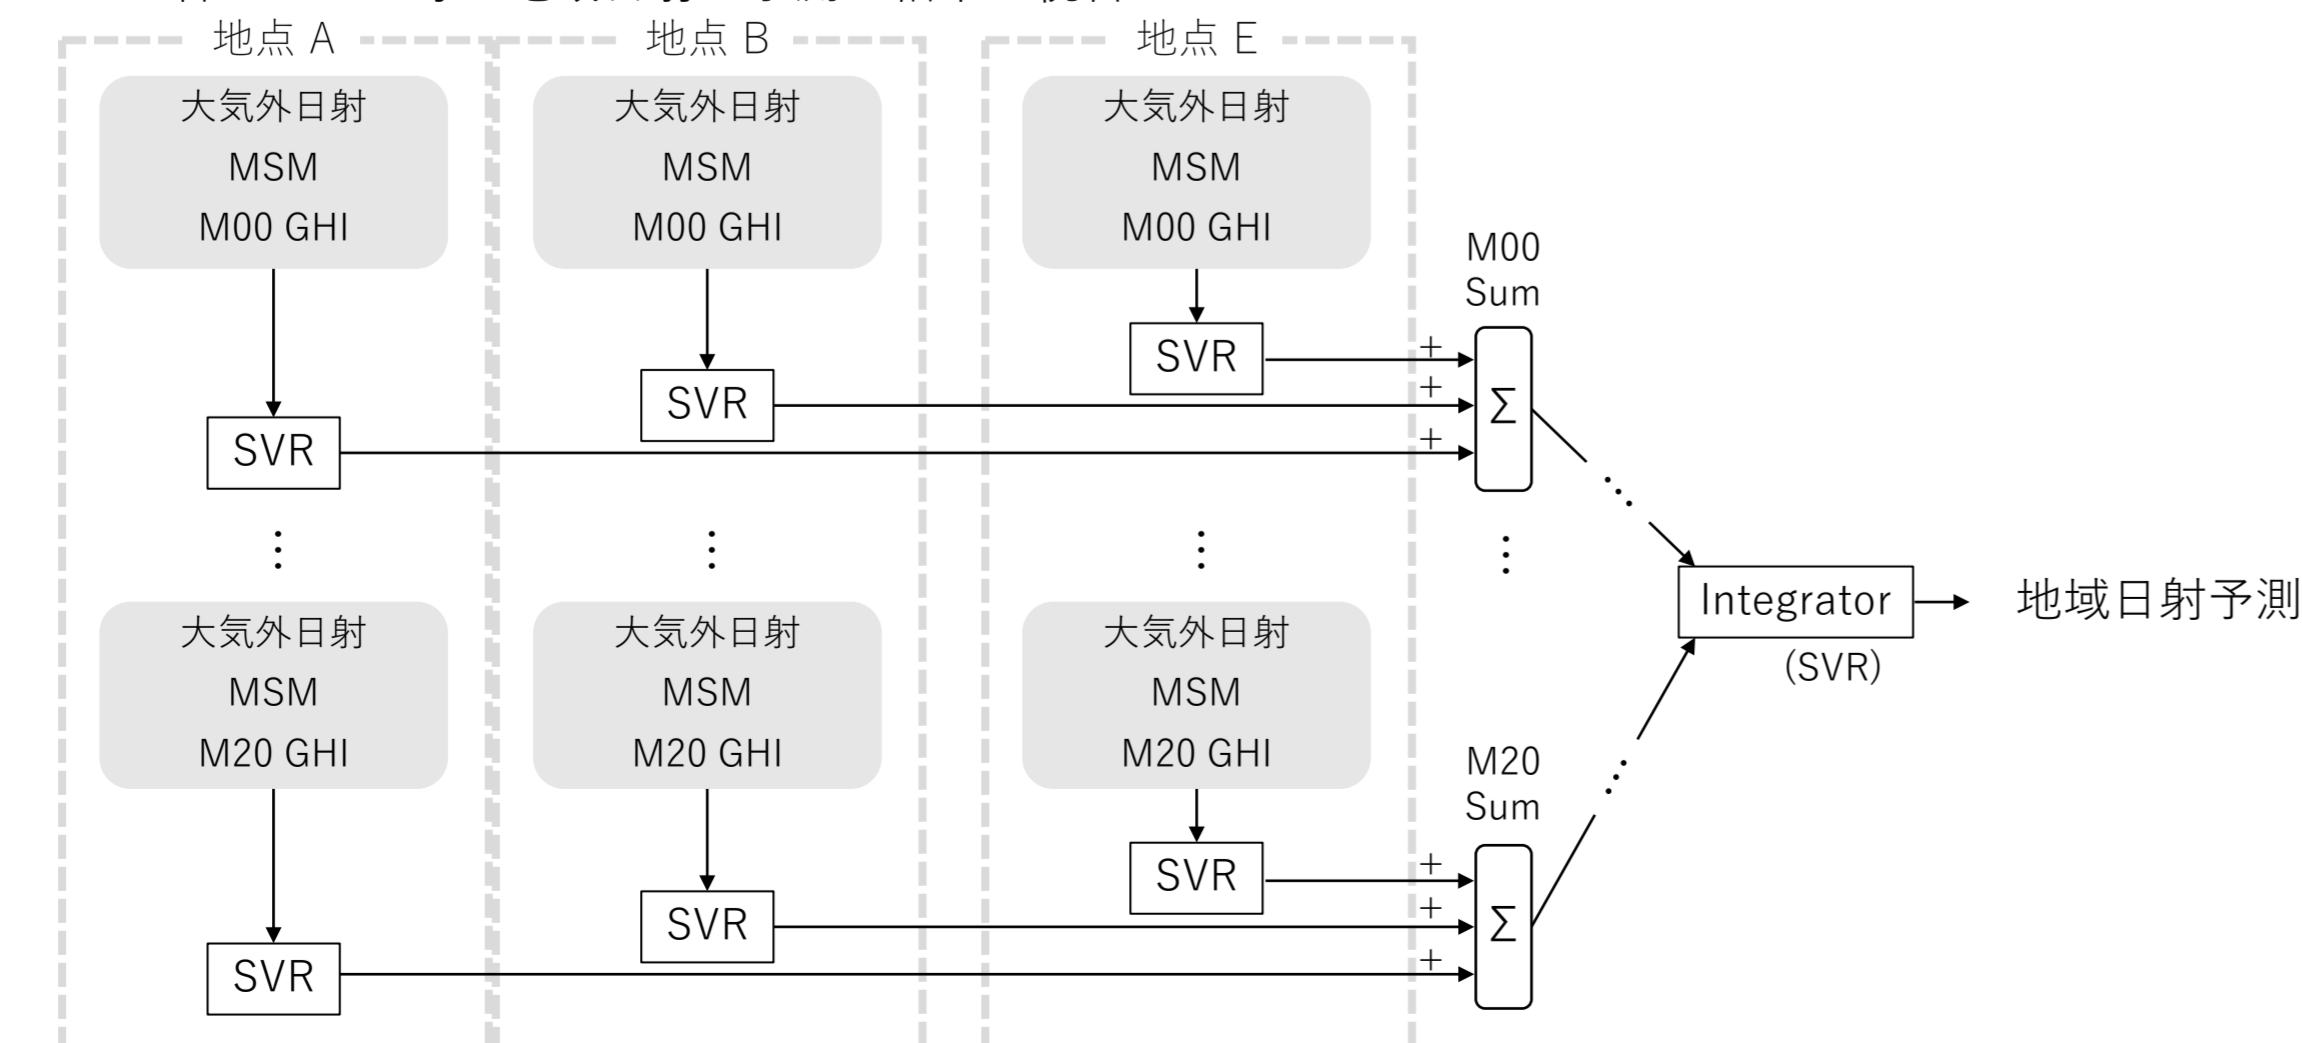 地点 A
地点 B
地点 E
大気外日射
MSM
M00 GHI
大気外日射
MSM
M00 GHI
大気外日射
MSM
M00 GHI
M00
Sum
SVR
SVR
SVR
+
+
+
Σ
⋮
⋮
⋮
⋮
Integrator
(SVR)
地域日射予測
大気外日射
MSM
M20 GHI
大気外日射
MSM
M20 GHI
大気外日射
MSM
M20 GHI
M20
Sum
SVR
SVR
SVR
+
+
+
Σ